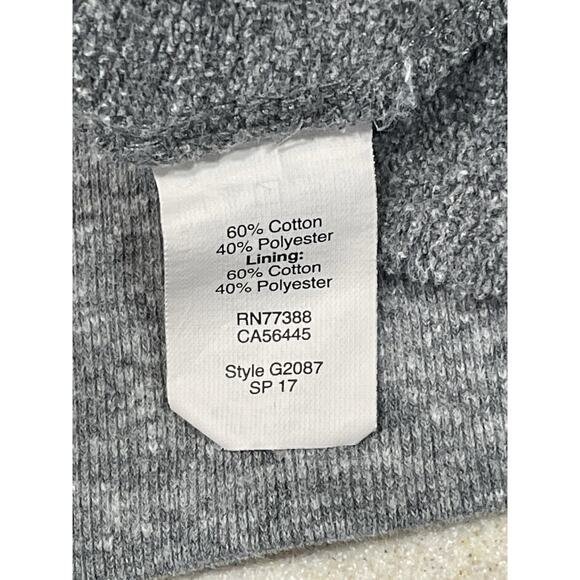 60% Cotton
40% Polyester
Lining:
60% Cotton
40% Polyester
RN77388
CA56445
Style G2087
SP 17